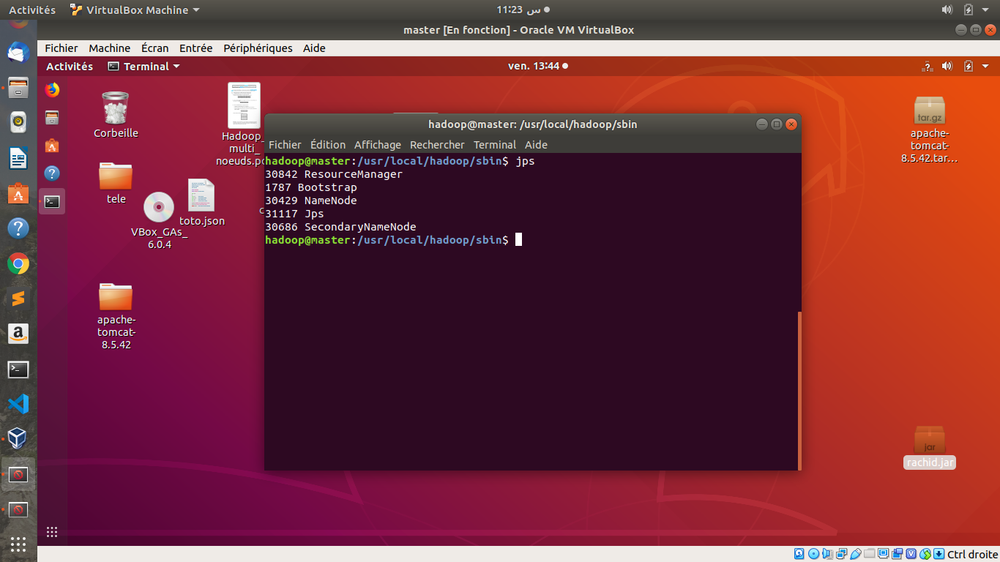 Activités VirtualBox Machine 11:23 س
master [En fonction] - Oracle VM VirtualBox
Fichier Machine Écran Entrée Périphériques Aide
Activités Terminal ven. 13:44
Corbeille
tele
VBox_GAs_
6.0.4
toto.json
apache-
tomcat-
8.5.42
Hadoop_
multi_
noeuds.pc
hadoop@master: /usr/local/hadoop/sbin
Fichier Édition Affichage Rechercher Terminal Aide
hadoop@master:/usr/local/hadoop/sbin$ jps
30842 ResourceManager
1787 Bootstrap
30429 NameNode
31117 Jps
30686 SecondaryNameNode
hadoop@master:/usr/local/hadoop/sbin$
tar.gz
apache-
tomcat-
8.5.42.tar…
jar
rachid.jar
Ctrl droite